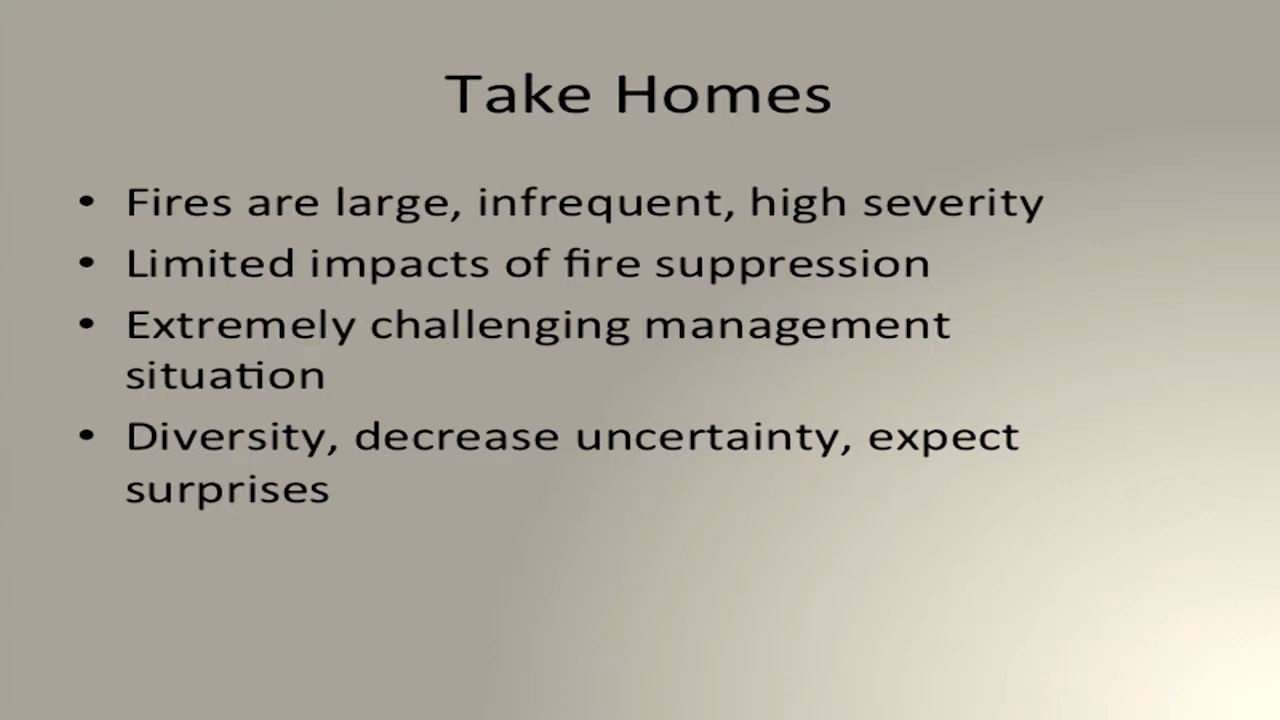 Take Homes
• Fires are large, infrequent, high severity
• Limited impacts of fire suppression
• Extremely challenging management
situation
• Diversity, decrease uncertainty, expect
surprises